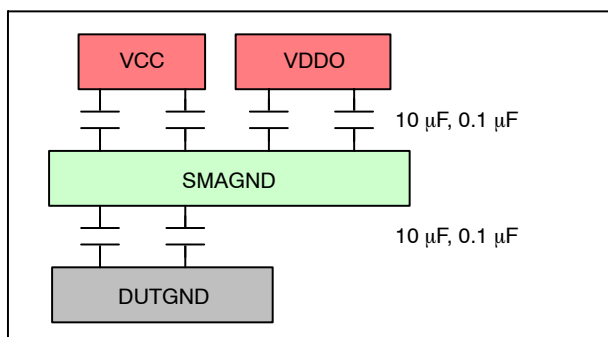 VCC
VDDO
10 μF, 0.1 μF
SMAGND
10 μF, 0.1 μF
DUTGND